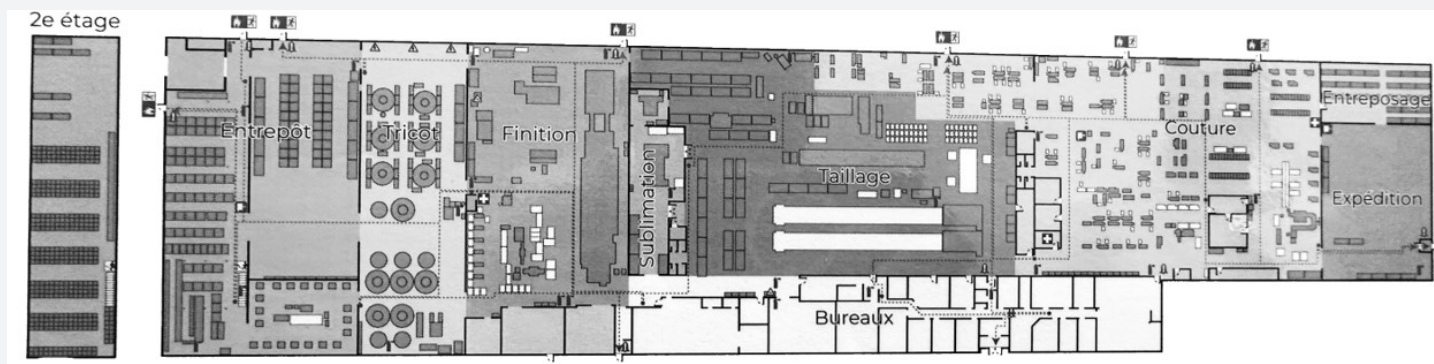 2e étage
Entrepôt
Tricot
Finition
Sublimation
Taillage
Couture
Entreposage
Expédition
Bureaux